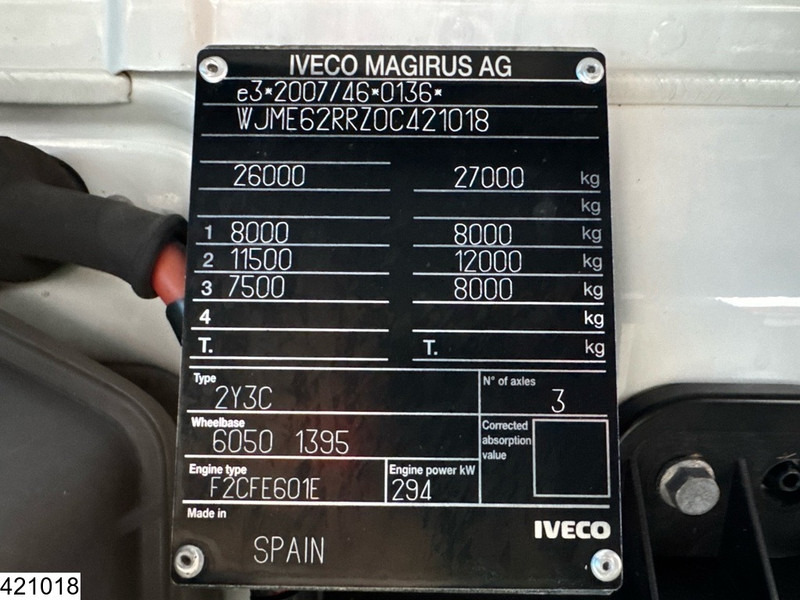 IVECO MAGIRUS AG
e3*2007/46*0136*
WJME62RRZ0C421018
26000 27000 kg
kg
1 8000 8000 kg
2 11500 12000 kg
3 7500 8000 kg
4 kg
T. T. kg
Type N° of axles
2Y3C 3
Wheelbase Corrected absorption value
6050 1395
Engine type Engine power kW
F2CFE601E 294
Made in IVECO
SPAIN
421018